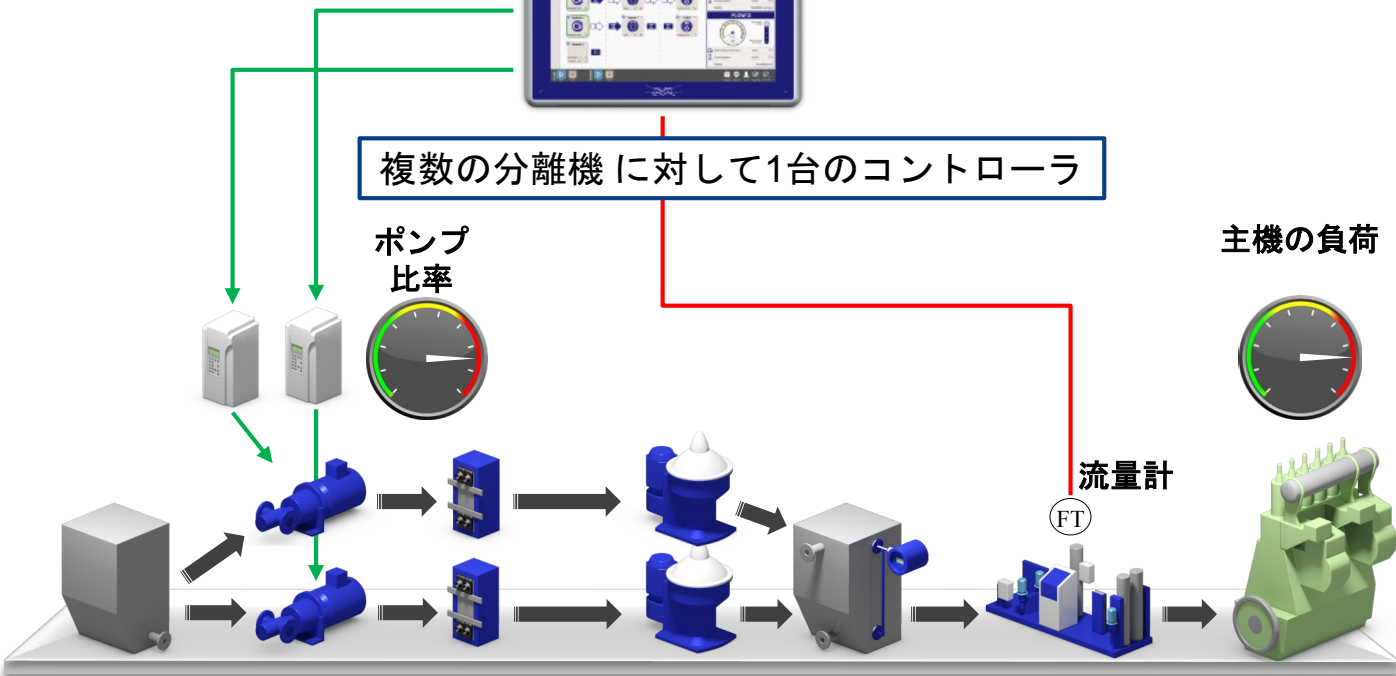 FLOWFIX
複数の分離機 に対して1台のコントローラ
ポンプ
比率
主機の負荷
流量計
FT